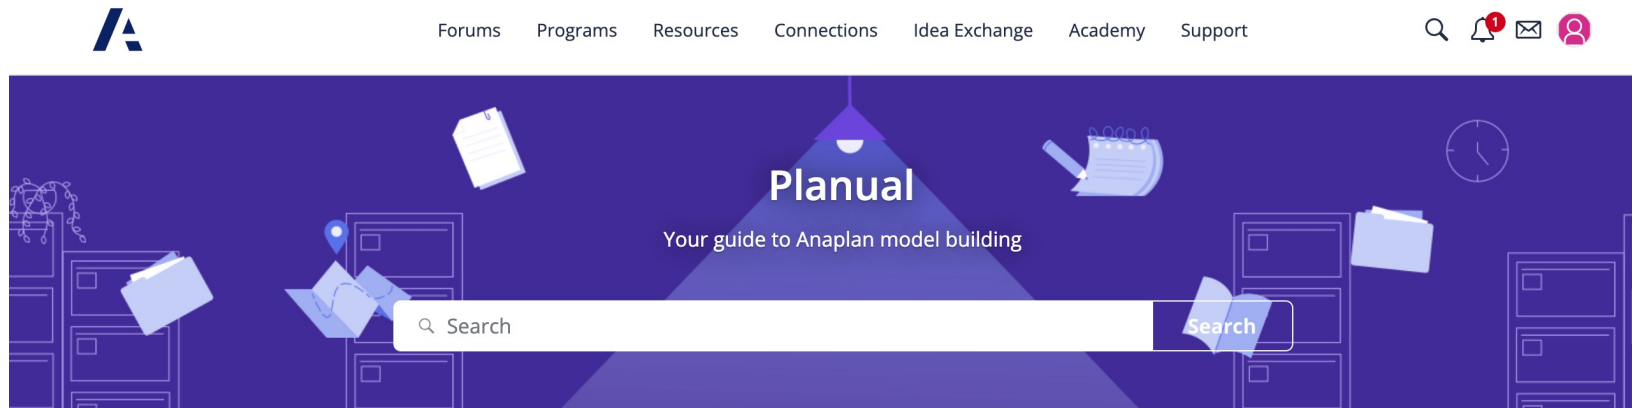 Forums Programs Resources Connections Idea Exchange Academy Support 1
Planual
Your guide to Anaplan model building
Search Search